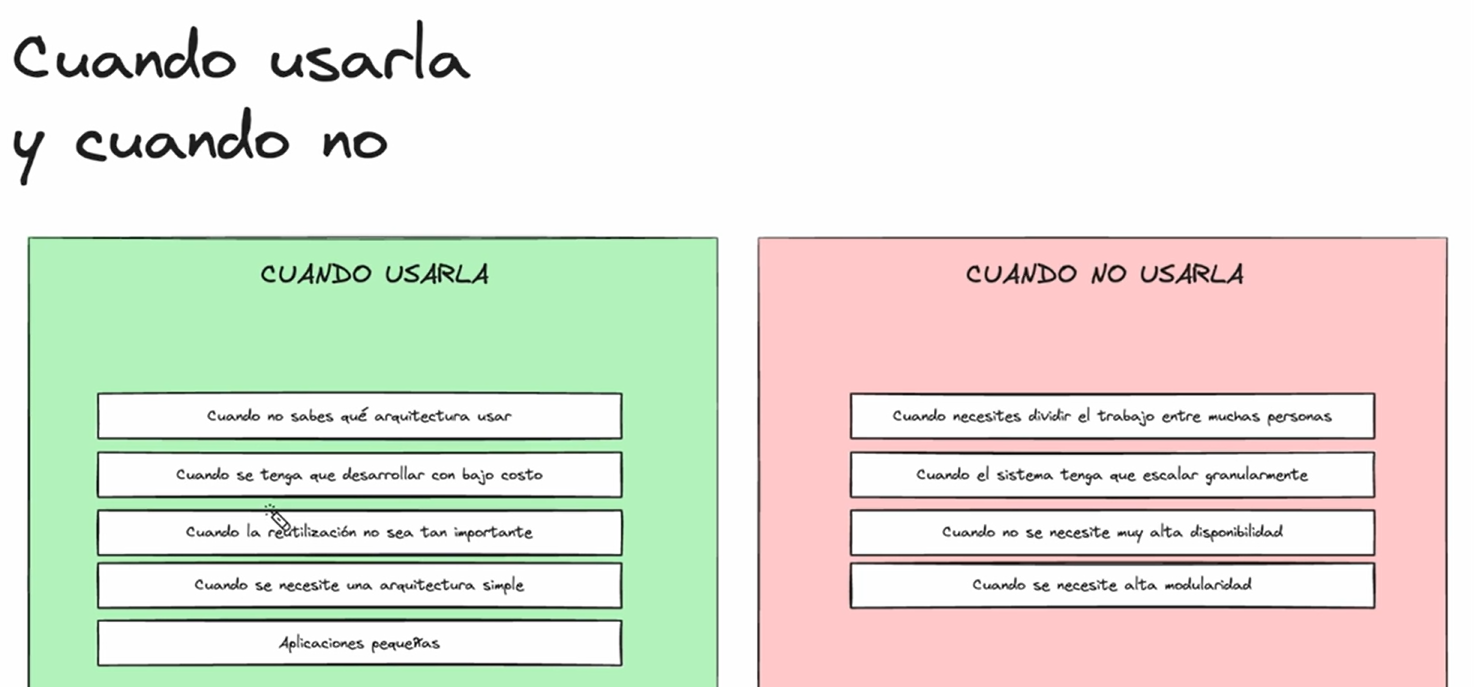 Cuando usarla
y cuando no
CUANDO USARLA
Cuando no sabes qué arquitectura usar
Cuando se tenga que desarrollar con bajo costo
Cuando la reutilización no sea tan importante
Cuando se necesite una arquitectura simple
Aplicaciones pequeñas
CUANDO NO USARLA
Cuando necesites dividir el trabajo entre muchas personas
Cuando el sistema tenga que escalar granularmente
Cuando no se necesite muy alta disponibilidad
Cuando se necesite alta modularidad